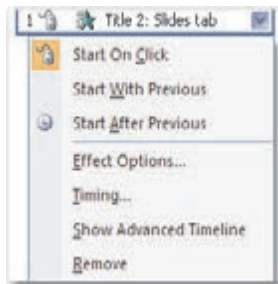 1 Title 2: Slides tab
Start On Click
Start With Previous
Start After Previous
Effect Options...
Timing...
Show Advanced Timeline
Remove